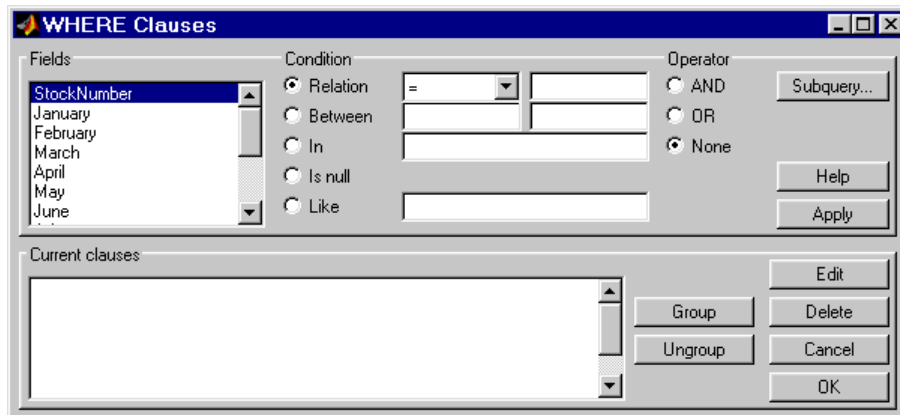 WHERE Clauses
Fields
StockNumber
January
February
March
April
May
June
Condition
Relation =
Between
In
Is null
Like
Operator
AND
OR
None
Subquery...
Help
Apply
Current clauses
Edit
Group
Delete
Ungroup
Cancel
OK